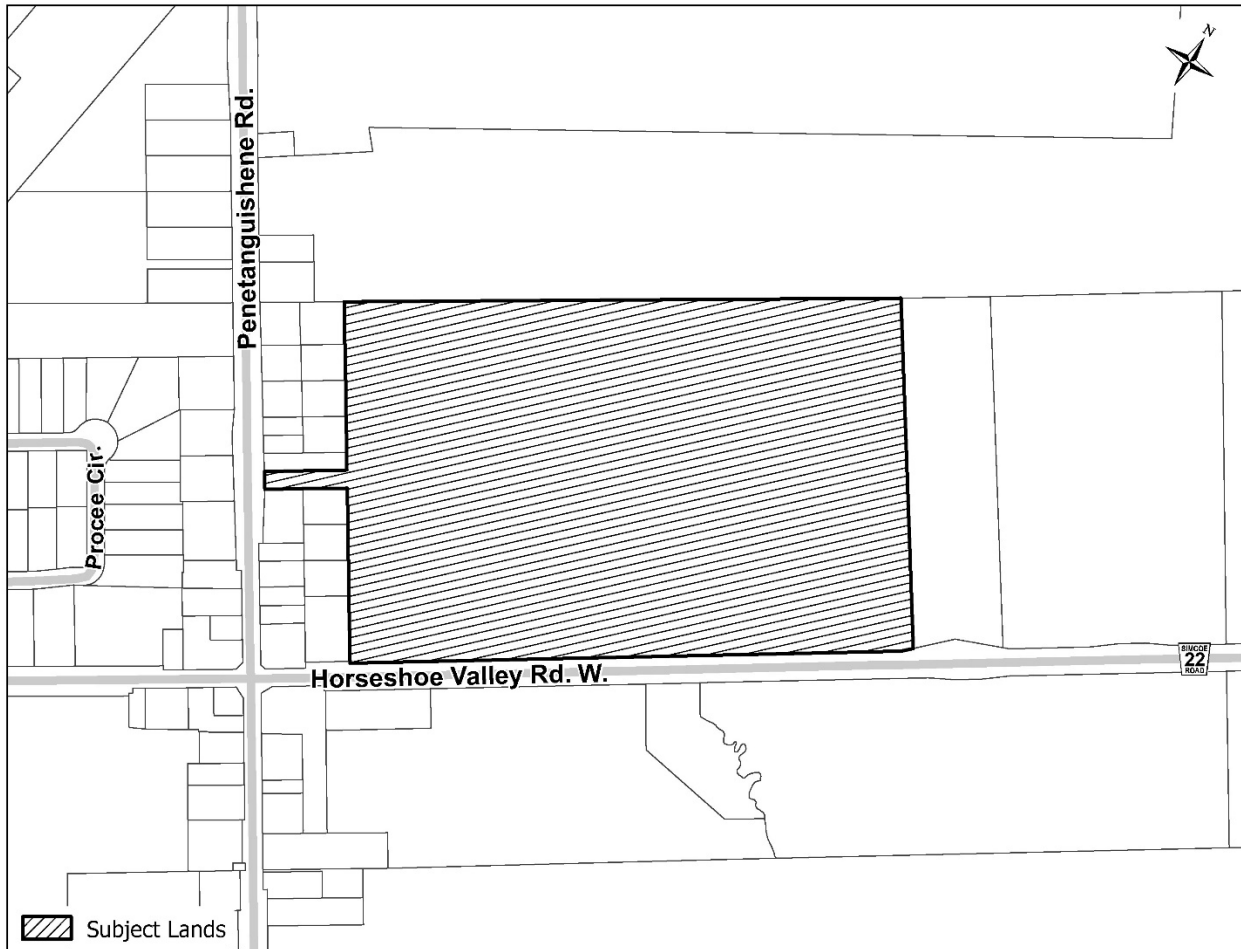 N
Penetanguishene Rd.
Procee Cir.
Horseshoe Valley Rd. W.
SIMCOE
22
ROAD
Subject Lands